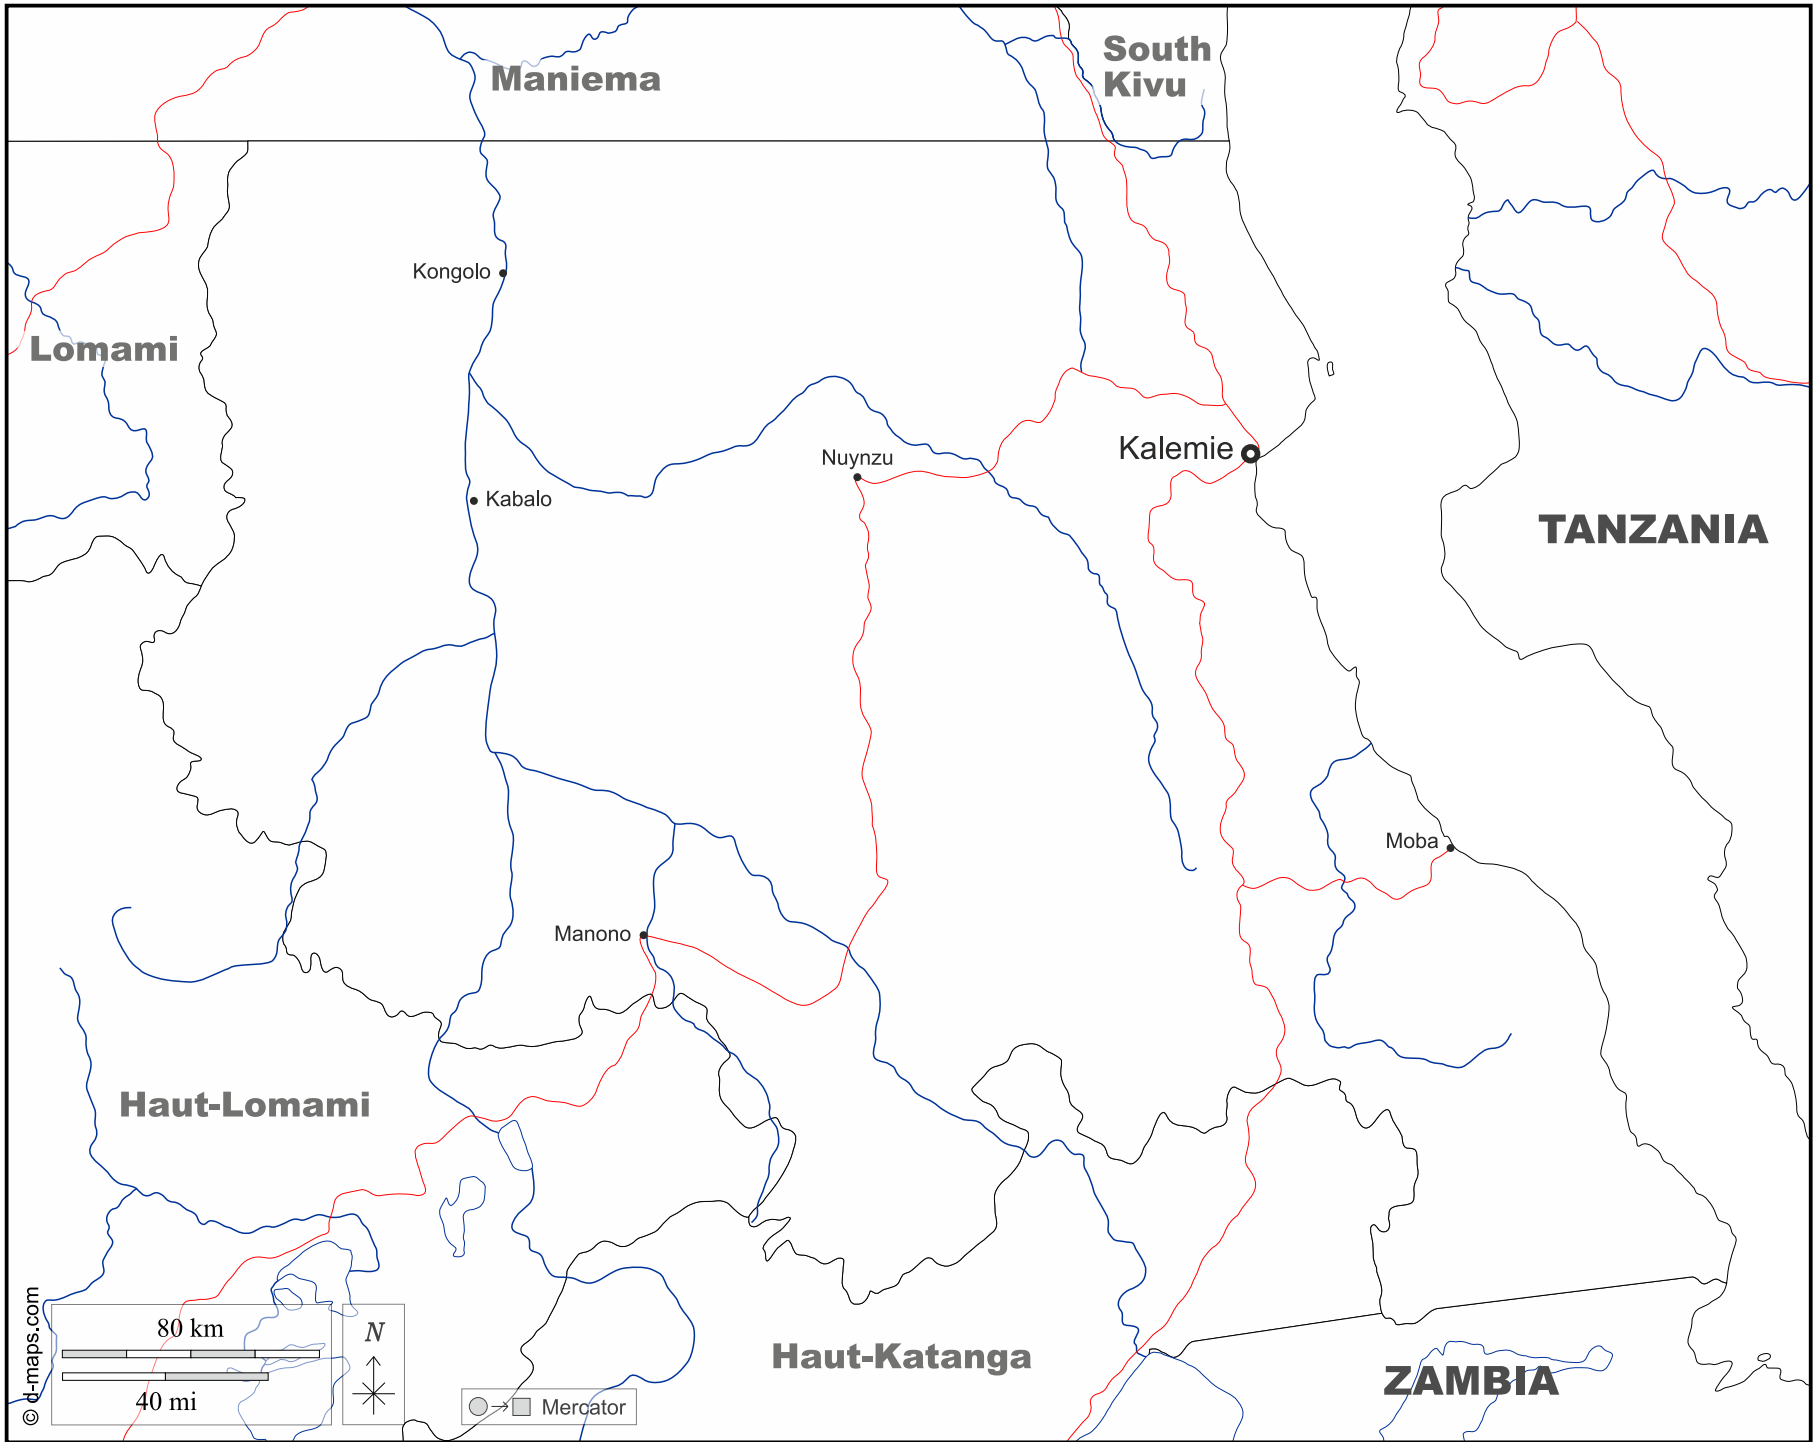 South
Kivu
Maniema
Kongolo
Lomami
Kalemie
Nuynzu
Kabalo
TANZANIA
Moba
Manono
Haut-Lomami
Haut-Katanga
ZAMBIA
80 km
40 mi
N
Mercator
© d-maps.com